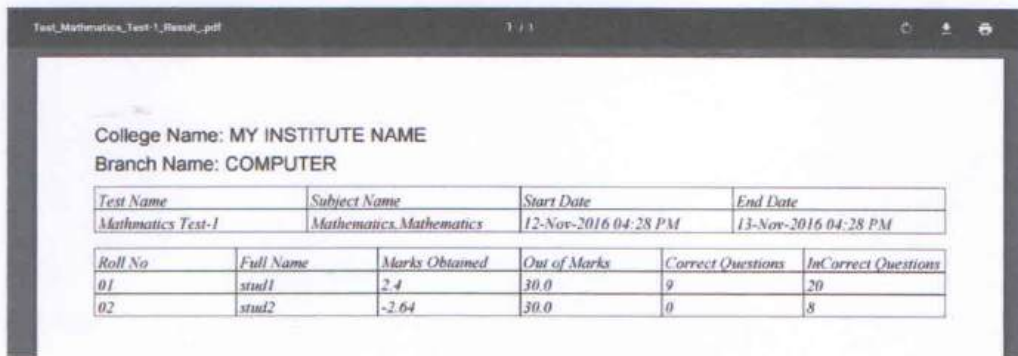 Test_Mathmatics_Test-1_Result_.pdf 1 / 1
College Name: MY INSTITUTE NAME
Branch Name: COMPUTER
Test Name Subject Name Start Date End Date
Mathmatics Test-1 Mathematics,Mathematics 12-Nov-2016 04:28 PM 13-Nov-2016 04:28 PM
Roll No Full Name Marks Obtained Out of Marks Correct Questions InCorrect Questions
01 stud1 2.4 30.0 9 20
02 stud2 -2.64 30.0 0 8